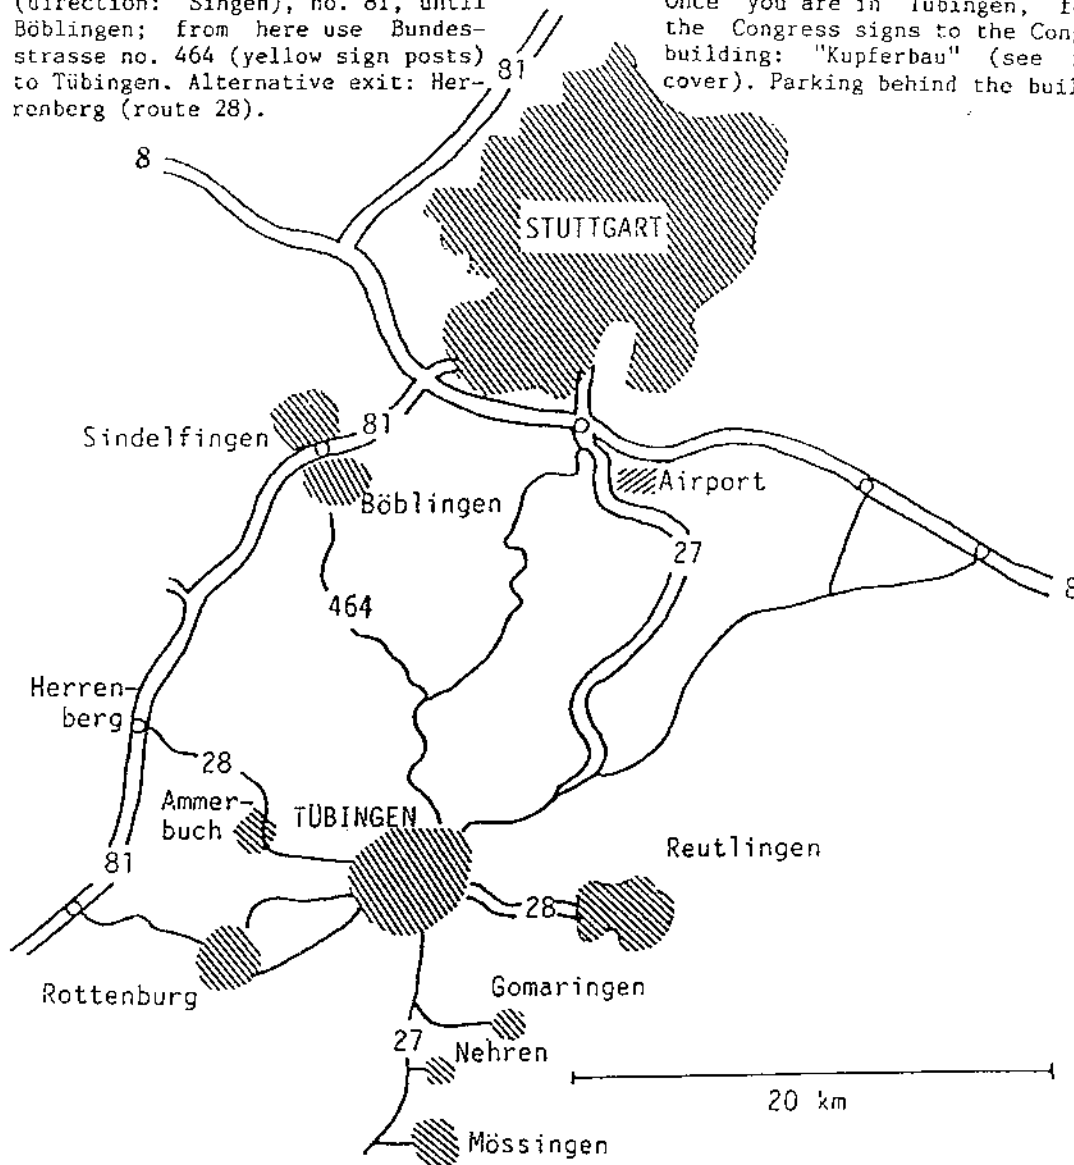 (direction: Singen), no. 81, until
Böblingen; from here use Bundes-
strasse no. 464 (yellow sign posts)
to Tübingen. Alternative exit: Her-
renberg (route 28).
Once you are in Tübingen,
the Congress signs to the
building: "Kupferbau" (see
cover). Parking behind the
81
8
STUTTGART
81
Sindelfingen
Airport
Böblingen
27
8
464
Herren-
berg
28
Ammer-
buch
TÜBINGEN
Reutlingen
81
28
Rottenburg
Gomaringen
27
Nehren
20 km
Mössingen